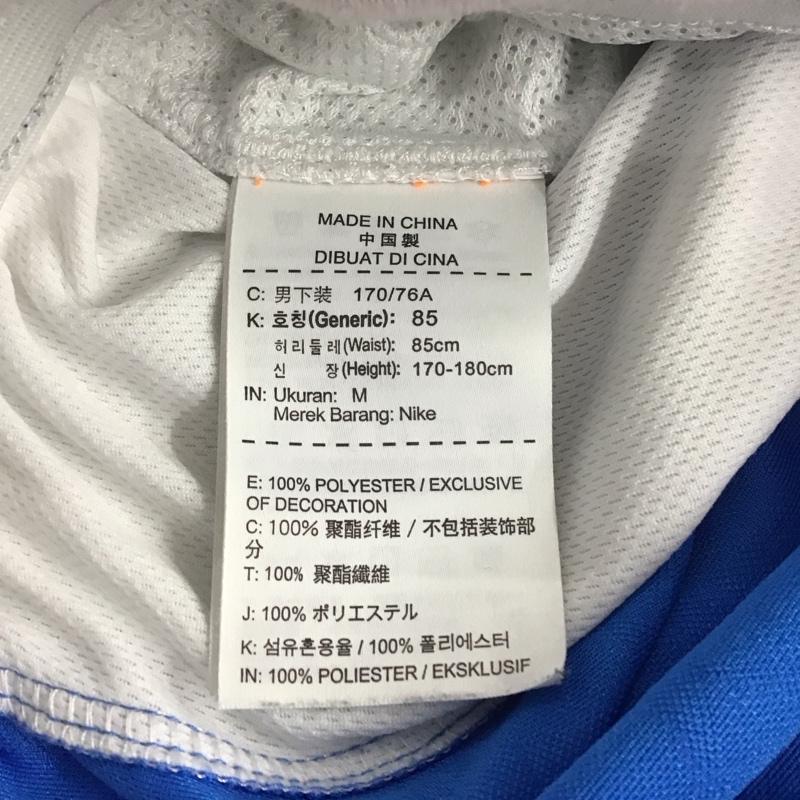 MADE IN CHINA
中国製
DIBUAT DI CINA
C: 男下装 170/76A
K: 호칭(Generic): 85
허리둘레(Waist): 85cm
신 장(Height): 170-180cm
IN: Ukuran: M
Merek Barang: Nike
E: 100% POLYESTER / EXCLUSIVE
OF DECORATION
C: 100% 聚酯纤维 / 不包括装饰部
分
T: 100% 聚酯纖維
J: 100% ポリエステル
K: 섬유혼용율 / 100% 폴리에스터
IN: 100% POLIESTER / EKSKLUSIF